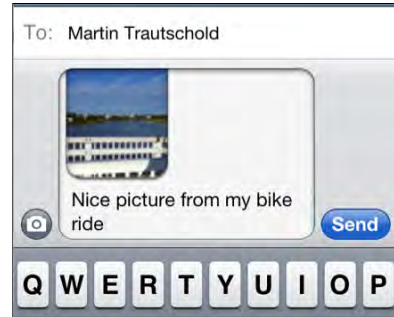 To: Martin Trautschold
Nice picture from my bike
ride
Send
Q W E R T Y U I O P